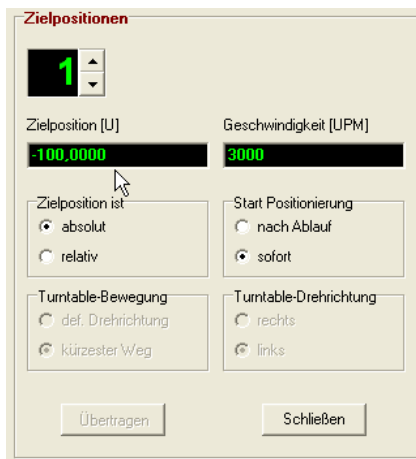 Zielpositionen
1
Zielposition [U] Geschwindigkeit [UPM]
-100,0000 3000
Zielposition ist Start Positionierung
absolut nach Ablauf
relativ sofort
Turntable-Bewegung Turntable-Drehrichtung
def. Drehrichtung rechts
kürzester Weg links
Übertragen Schließen